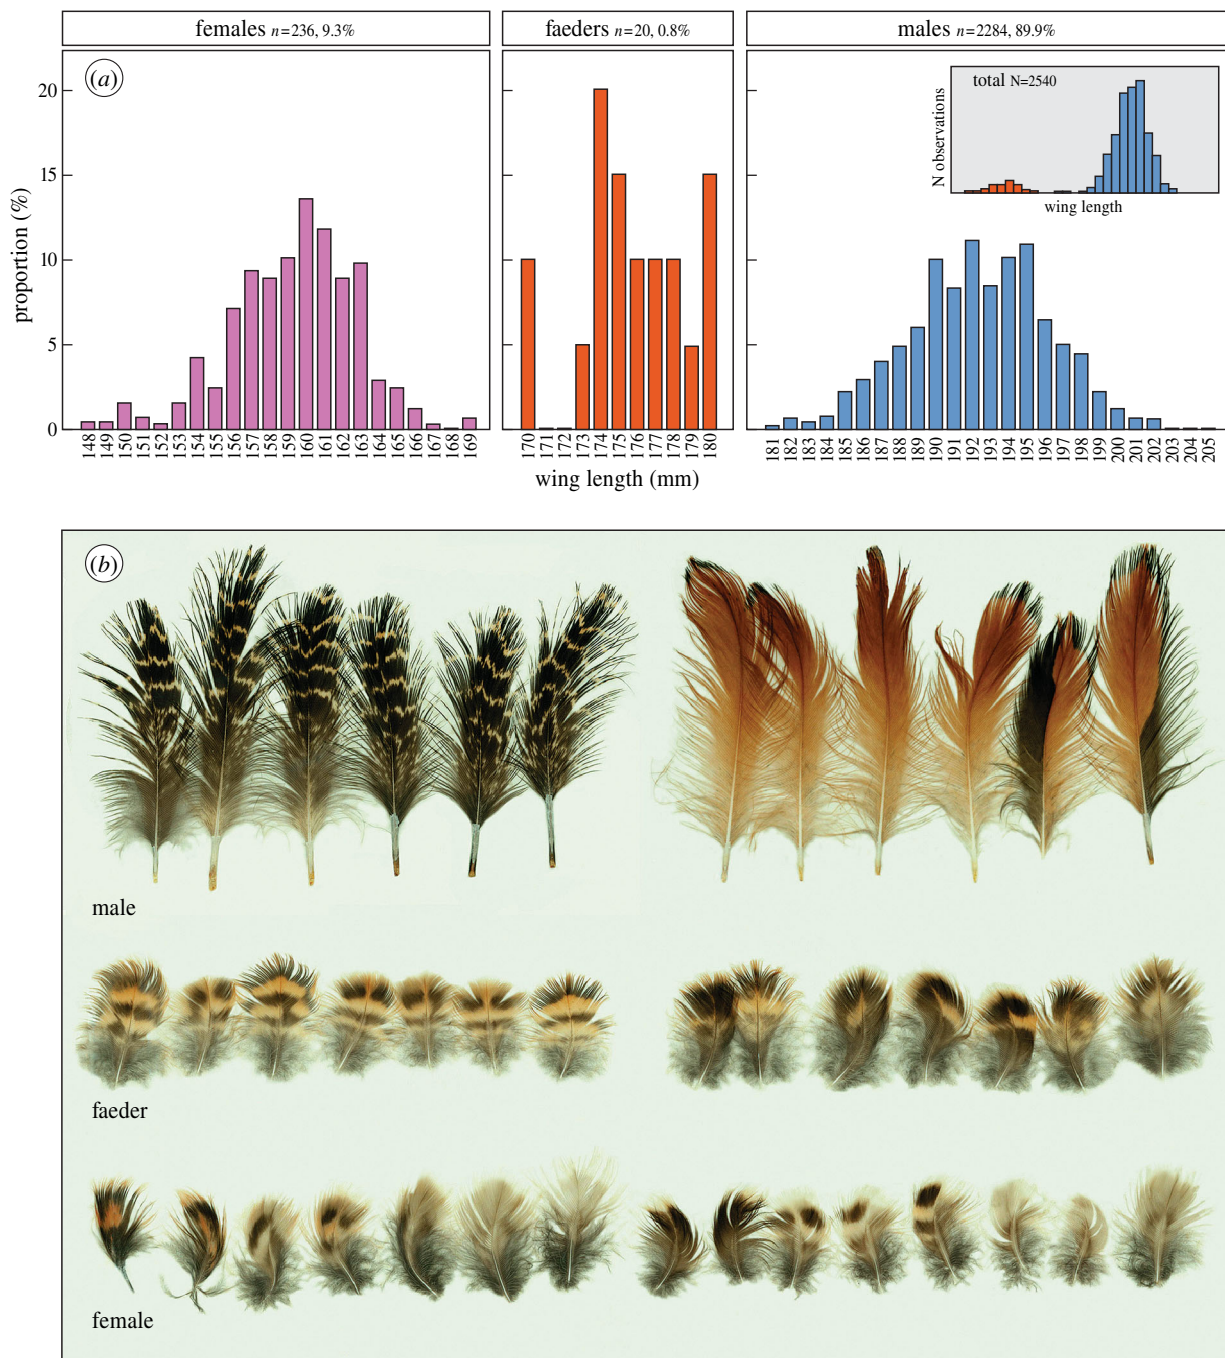 females n=236, 9.3%
faeders n=20, 0.8%
males n=2284, 89.9%
(a)
total N=2540
N observations
wing length
proportion (%)
20
15
10
5
0
148 149 150 151 152 153 154 155 156 157 158 159 160 161 162 163 164 165 166 167 168 169
170 171 172 173 174 175 176 177 178 179 180
181 182 183 184 185 186 187 188 189 190 191 192 193 194 195 196 197 198 199 200 201 202 203 204 205
wing length (mm)
(b)
male
faeder
female